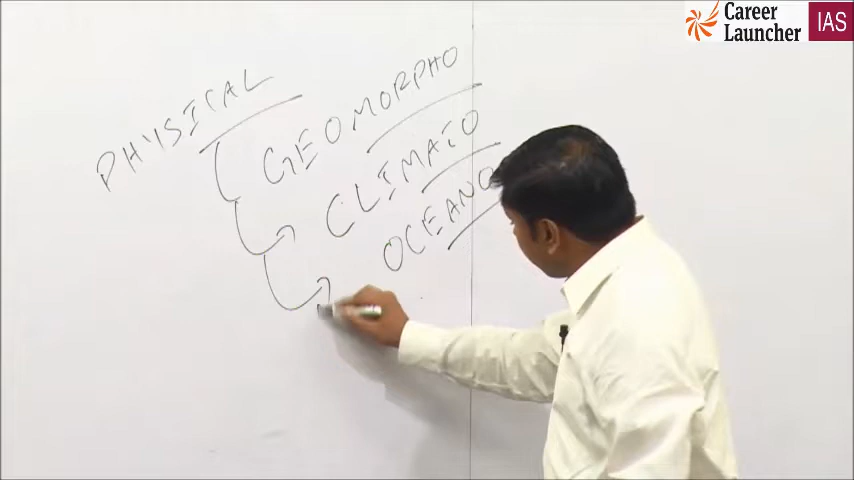 Career
Launcher
IAS
PHYSICAL
GEOMORPHO
CLIMATO
OCEANO